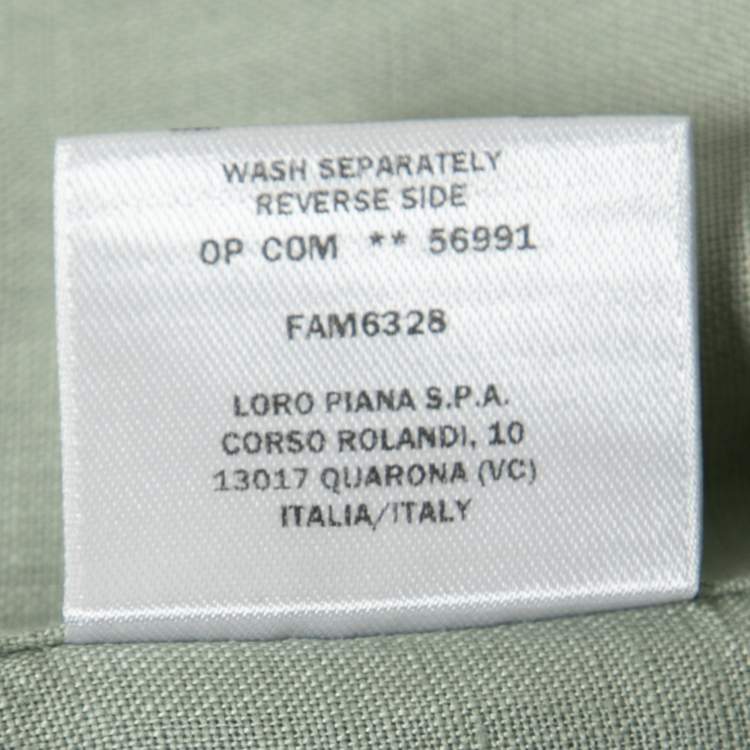 WASH SEPARATELY
REVERSE SIDE
OP COM ** 56991
FAM6328
LORO PIANA S.P.A.
CORSO ROLANDI, 10
13017 QUARONA (VC)
ITALIA/ITALY